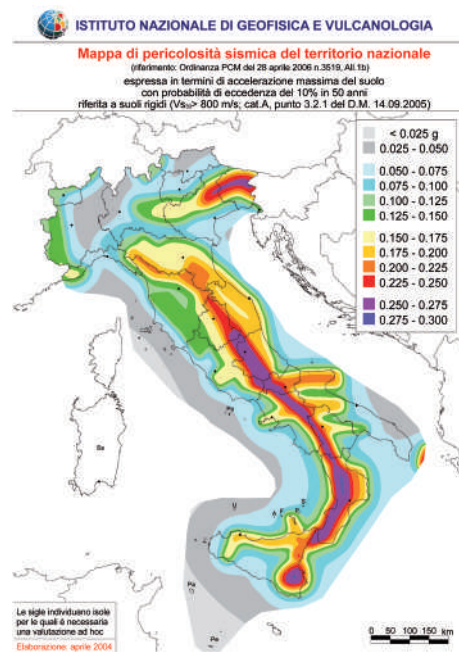 ISTITUTO NAZIONALE DI GEOFISICA E VULCANOLOGIA
Mappa di pericolosità sismica del territorio nazionale
(riferimento: Ordinanza PCM del 28 aprile 2006 n.3519, All.1b)
espressa in termini di accelerazione massima del suolo
con probabilità di eccedenza del 10% in 50 anni
riferita a suoli rigidi (Vs₃₀> 800 m/s; cat.A, punto 3.2.1 del D.M. 14.09.2005)
< 0.025 g
0.025 - 0.050
0.050 - 0.075
0.075 - 0.100
0.100 - 0.125
0.125 - 0.150
0.150 - 0.175
0.175 - 0.200
0.200 - 0.225
0.225 - 0.250
0.250 - 0.275
0.275 - 0.300
Sa
U
Pa
Pe
Le sigle individuano isole
per le quali è necessaria
una valutazione ad hoc
Elaborazione: aprile 2004
0 50 100 150 km